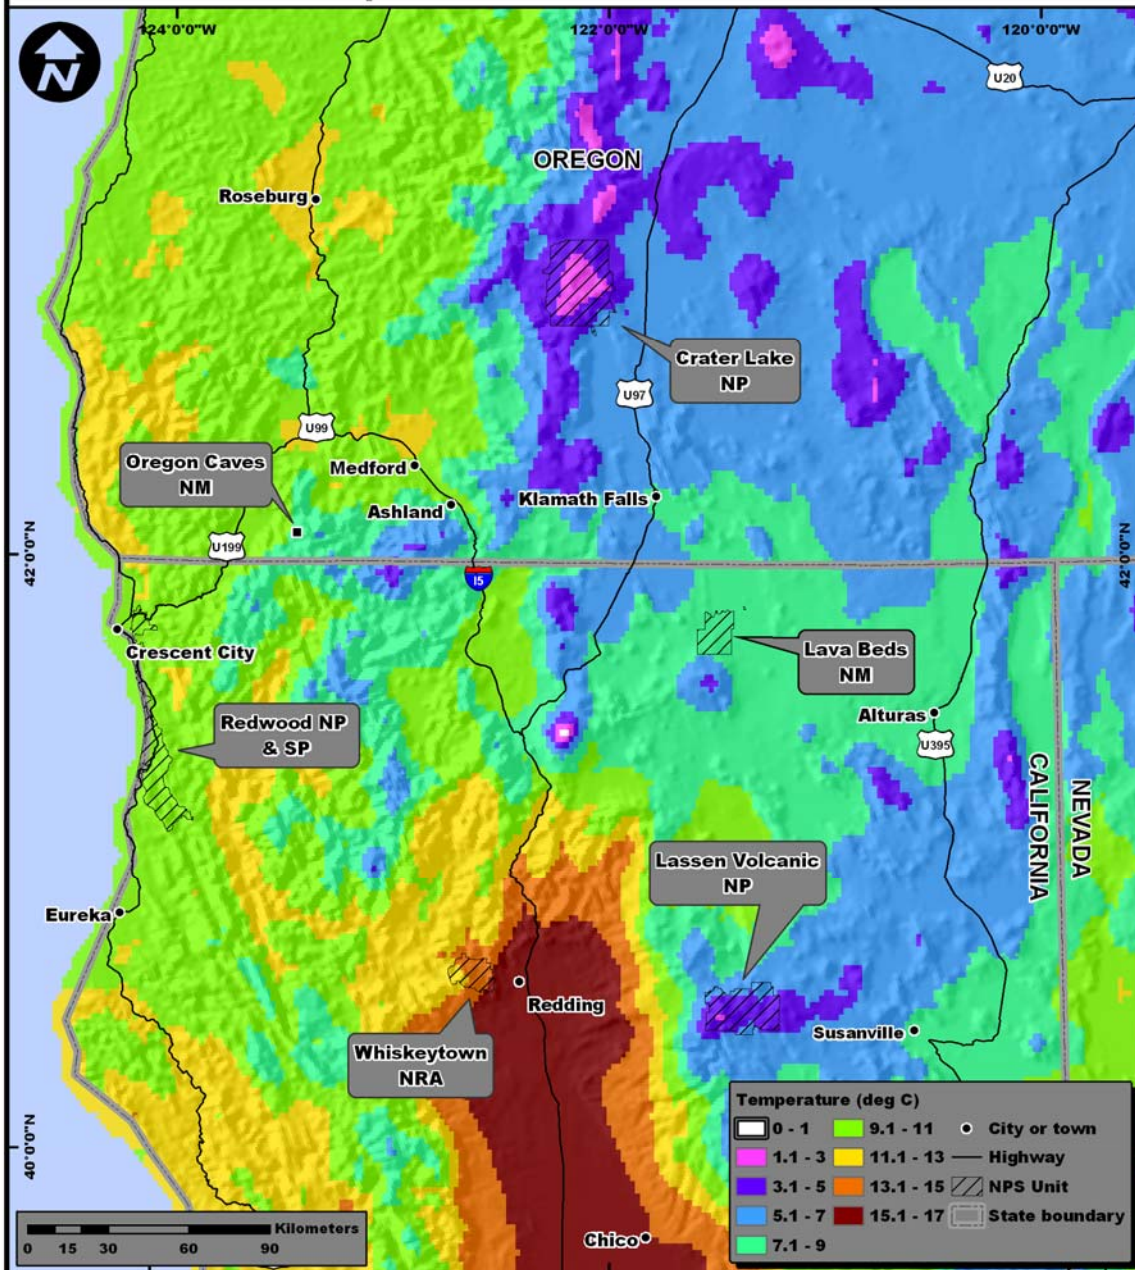 124°0'0"W
122°0'0"W
120°0'0"W
N
U20
OREGON
Roseburg
Crater Lake
NP
U97
U99
Oregon Caves
NM
Medford
Ashland
Klamath Falls
U199
42°0'0"N
42°0'0"N
I5
Crescent City
Lava Beds
NM
Redwood NP
& SP
Alturas
U395
CALIFORNIA
NEVADA
Lassen Volcanic
NP
Eureka
Redding
Whiskeytown
NRA
Susanville
40°0'0"N
Temperature (deg C)
0 - 1
9.1 - 11
City or town
1.1 - 3
11.1 - 13
Highway
3.1 - 5
13.1 - 15
NPS Unit
5.1 - 7
15.1 - 17
State boundary
7.1 - 9
Kilometers
0 15 30 60 90
Chico